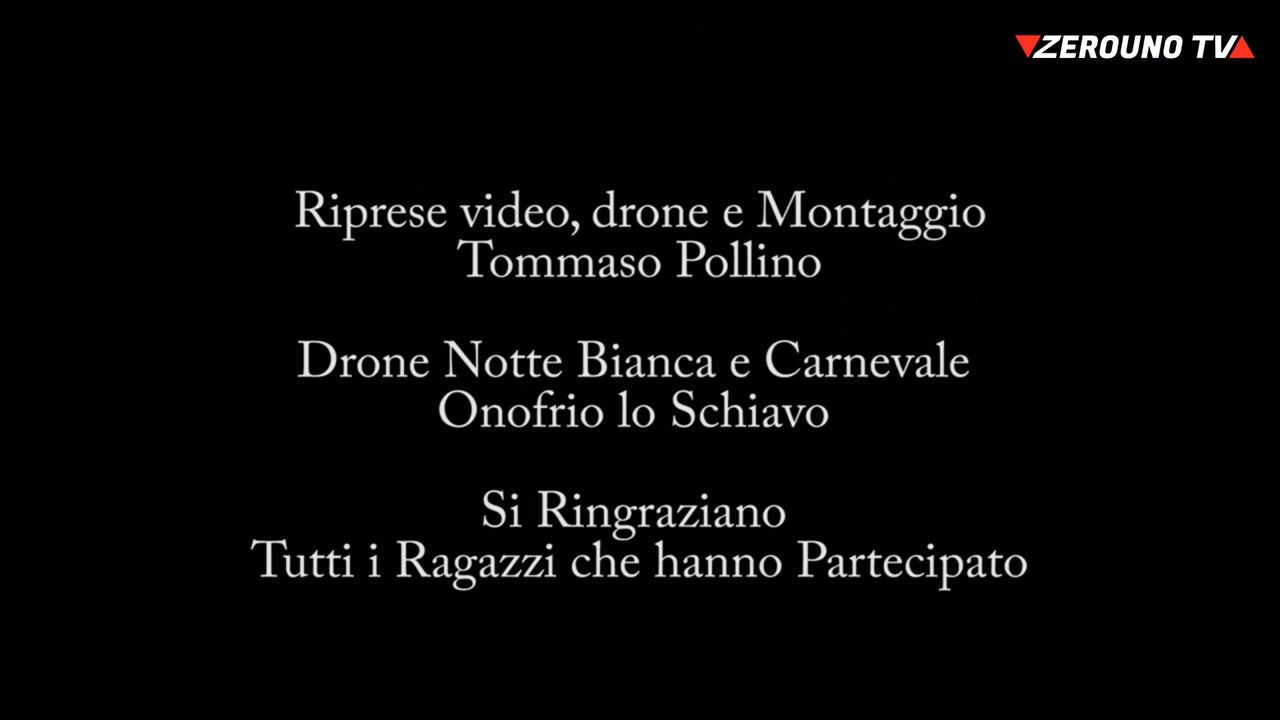 ZEROUNO TV
Riprese video, drone e Montaggio
Tommaso Pollino
Drone Notte Bianca e Carnevale
Onofrio lo Schiavo
Si Ringraziano
Tutti i Ragazzi che hanno Partecipato